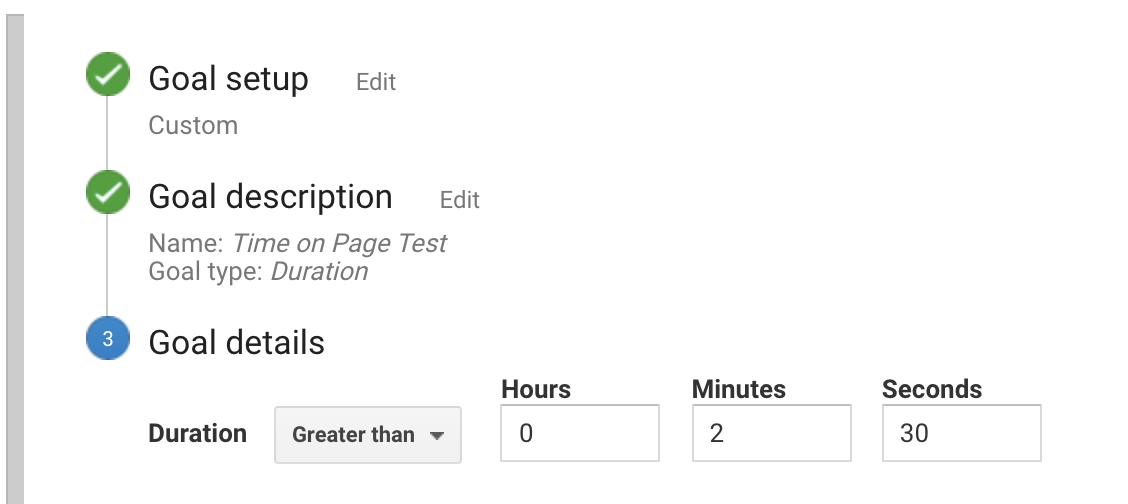 Goal setup Edit
Custom
Goal description Edit
Name: Time on Page Test
Goal type: Duration
3 Goal details
Hours Minutes Seconds
Duration Greater than 0 2 30